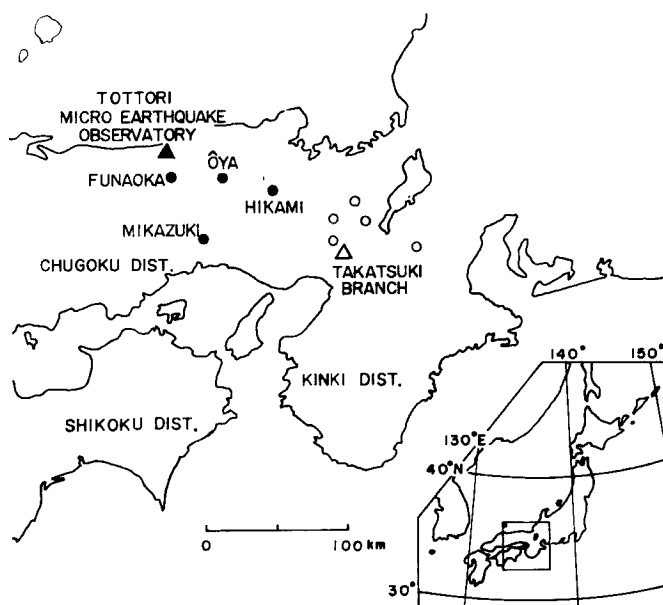 TOTTORI
MICRO EARTHQUAKE
OBSERVATORY
ÔYA
FUNAOKA
HIKAMI
MIKAZUKI
CHUGOKU DIST.
TAKATSUKI
BRANCH
KINKI DIST.
SHIKOKU DIST.
0 100 km
140° 150°
130°E
40°N
30°